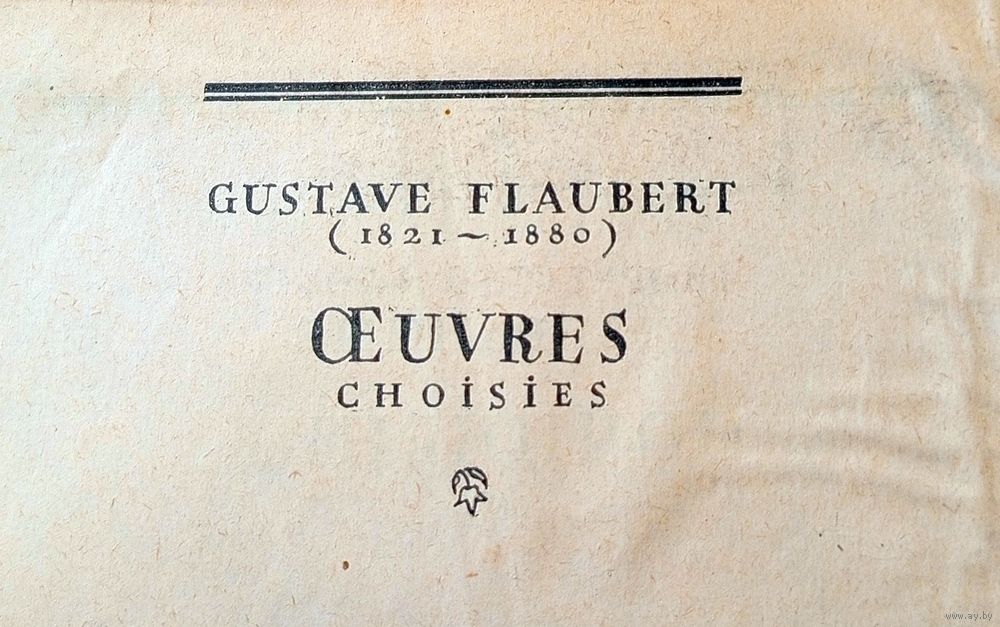 GUSTAVE FLAUBERT
(1821 — 1880)
ŒUVRES
CHOiSiES
www.ay.by